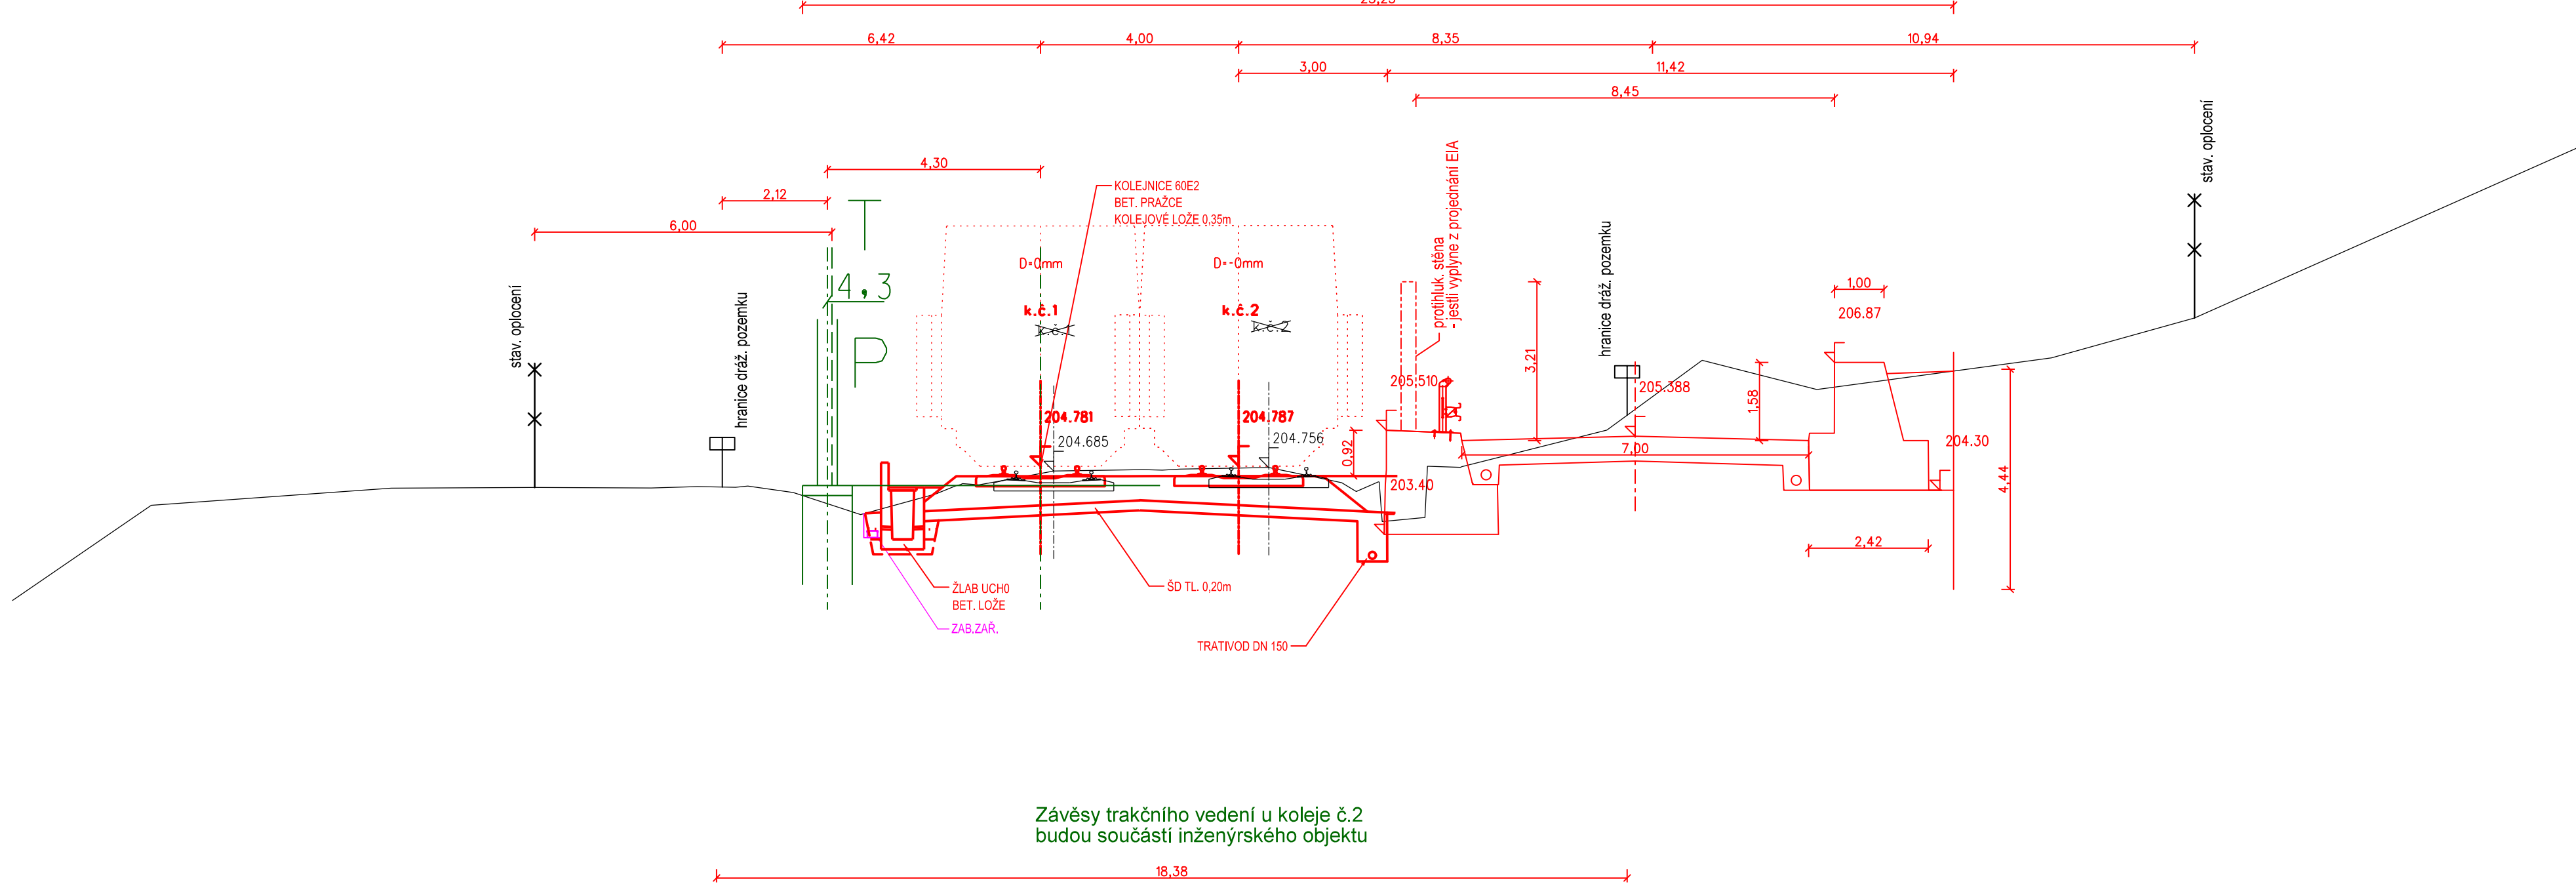 6,42
4,00
8,35
10,94
3,00
11,42
8,45
4,30
2,12
6,00
T
4,3
P
KOLEJNICE 60E2
BET. PRAŽCE
KOLEJOVÉ LOŽE 0,35m
D=0mm
D=-0mm
k.č.1
k.č.1
k.č.2
k.č.2
protihluk. stěna
- jestli vyplyne z projednání EIA
stav. oplocení
hranice dráž. pozemku
hranice dráž. pozemku
stav. oplocení
1,00
206.87
3,21
205.510
205.388
1,58
204.781
204.685
204.787
204.756
0,92
7,00
204.30
203.40
4,44
2,42
ŽLAB UCH0
BET. LOŽE
ZAB.ZAŘ.
ŠD TL. 0,20m
TRATIVOD DN 150
Závěsy trakčního vedení u koleje č.2
budou součástí inženýrského objektu
18,38